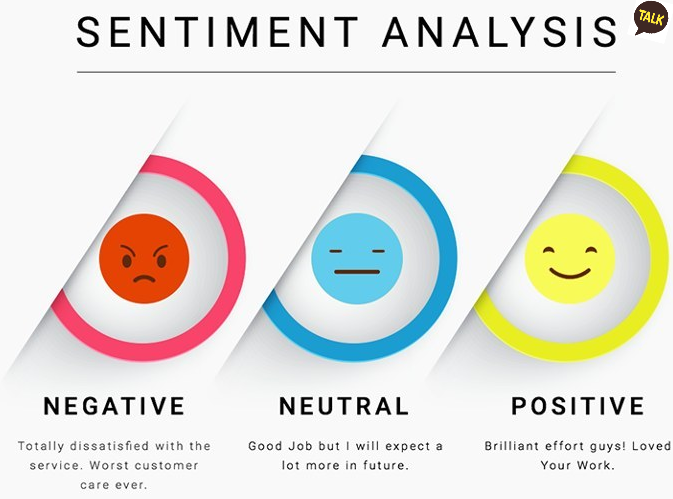 SENTIMENT ANALYSIS
TALK
NEGATIVE
Totally dissatisfied with the
service. Worst customer
care ever.
NEUTRAL
Good Job but I will expect a
lot more in future.
POSITIVE
Brilliant effort guys! Loved
Your Work.